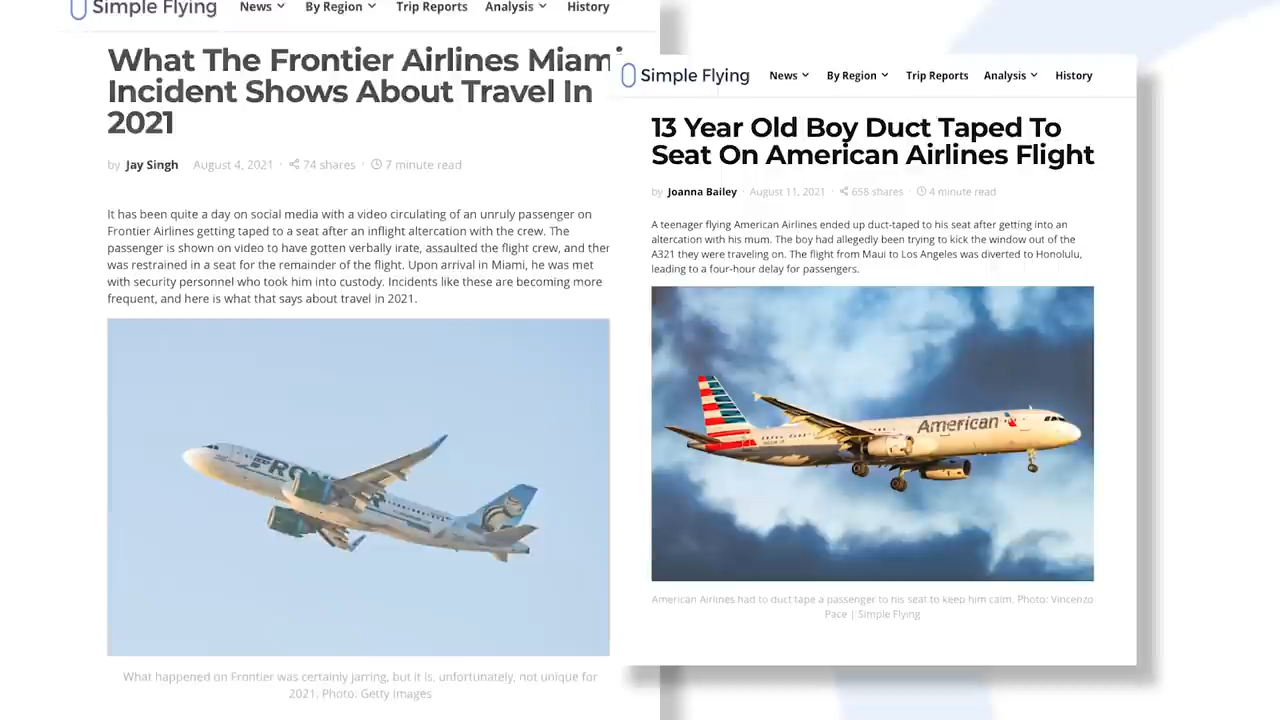 Simple Flying
News
By Region
Trip Reports
Analysis
History
What The Frontier Airlines Miami
Incident Shows About Travel In
2021
by Jay Singh August 4, 2021 · 74 shares · 7 minute read
It has been quite a day on social media with a video circulating of an unruly passenger on
Frontier Airlines getting taped to a seat after an inflight altercation with the crew. The
passenger is shown on video to have gotten verbally irate, assaulted the flight crew, and then
was restrained in a seat for the remainder of the flight. Upon arrival in Miami, he was met
with security personnel who took him into custody. Incidents like these are becoming more
frequent, and here is what that says about travel in 2021.
What happened on Frontier was certainly jarring, but it is, unfortunately, not unique for
2021. Photo: Getty Images
Simple Flying
News
By Region
Trip Reports
Analysis
History
13 Year Old Boy Duct Taped To
Seat On American Airlines Flight
by Joanna Bailey · August 11, 2021 · 658 shares · 4 minute read
A teenager flying American Airlines ended up duct-taped to his seat after getting into an
altercation with his mum. The boy had allegedly been trying to kick the window out of the
A321 they were traveling on. The flight from Maui to Los Angeles was diverted to Honolulu,
leading to a four-hour delay for passengers.
American
American Airlines had to duct tape a passenger to his seat to keep him calm. Photo: Vincenzo
Pace | Simple Flying